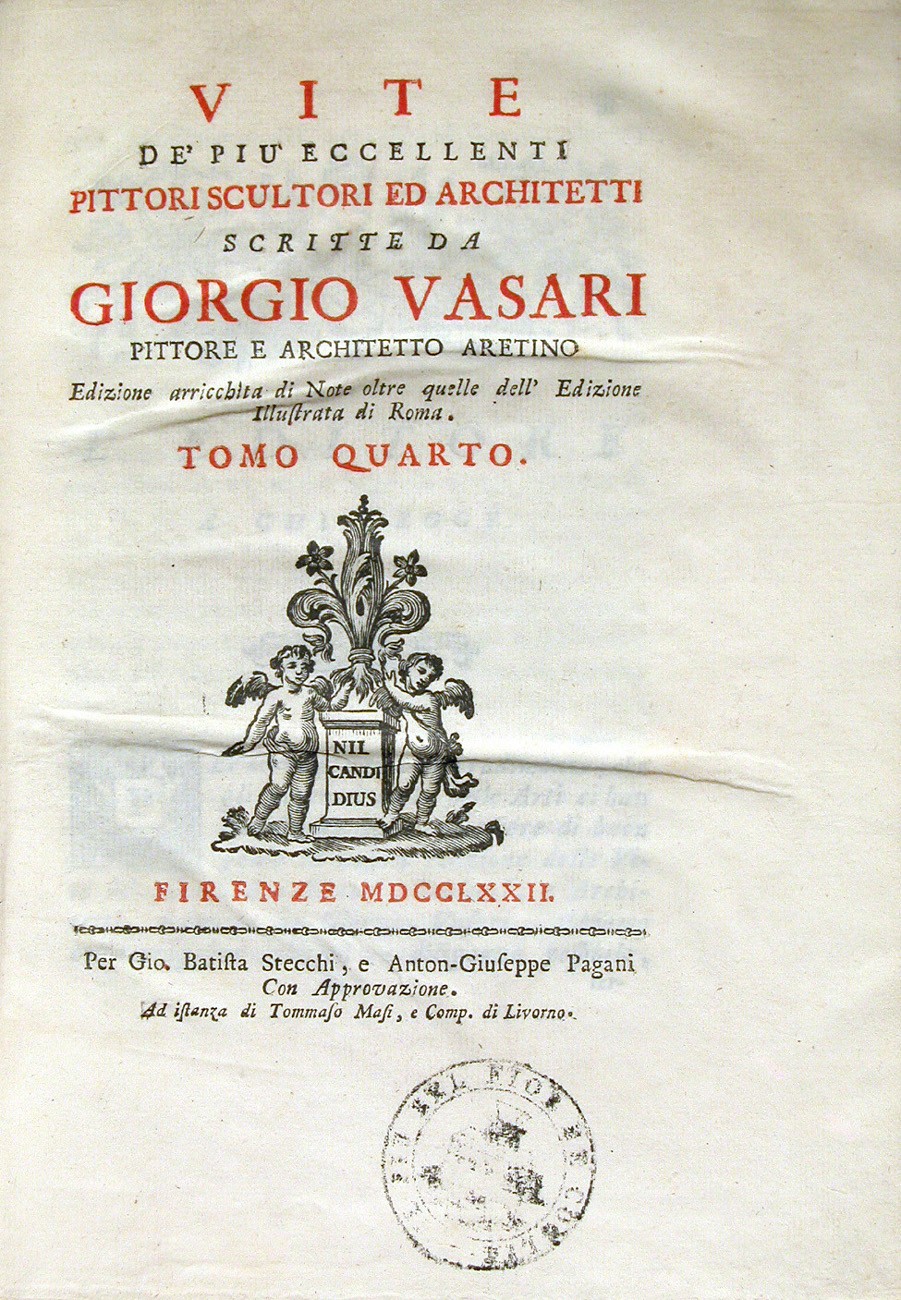 VITE
DE' PIU' ECCELLENTI
PITTORI SCULTORI ED ARCHITETTI
SCRITTE DA
GIORGIO VASARI
PITTORE E ARCHITETTO ARETINO
Edizione arricchita di Note oltre quelle dell' Edizione
Illuſtrata di Roma.
TOMO QUARTO.
NIL
CANDI
DIUS
FIRENZE MDCCLXXII.
Per Gio. Batiſta Stecchi, e Anton-Giuſeppe Pagani
Con Approvazione.
Ad iſtanza di Tommaſo Maſi, e Comp. di Livorno.